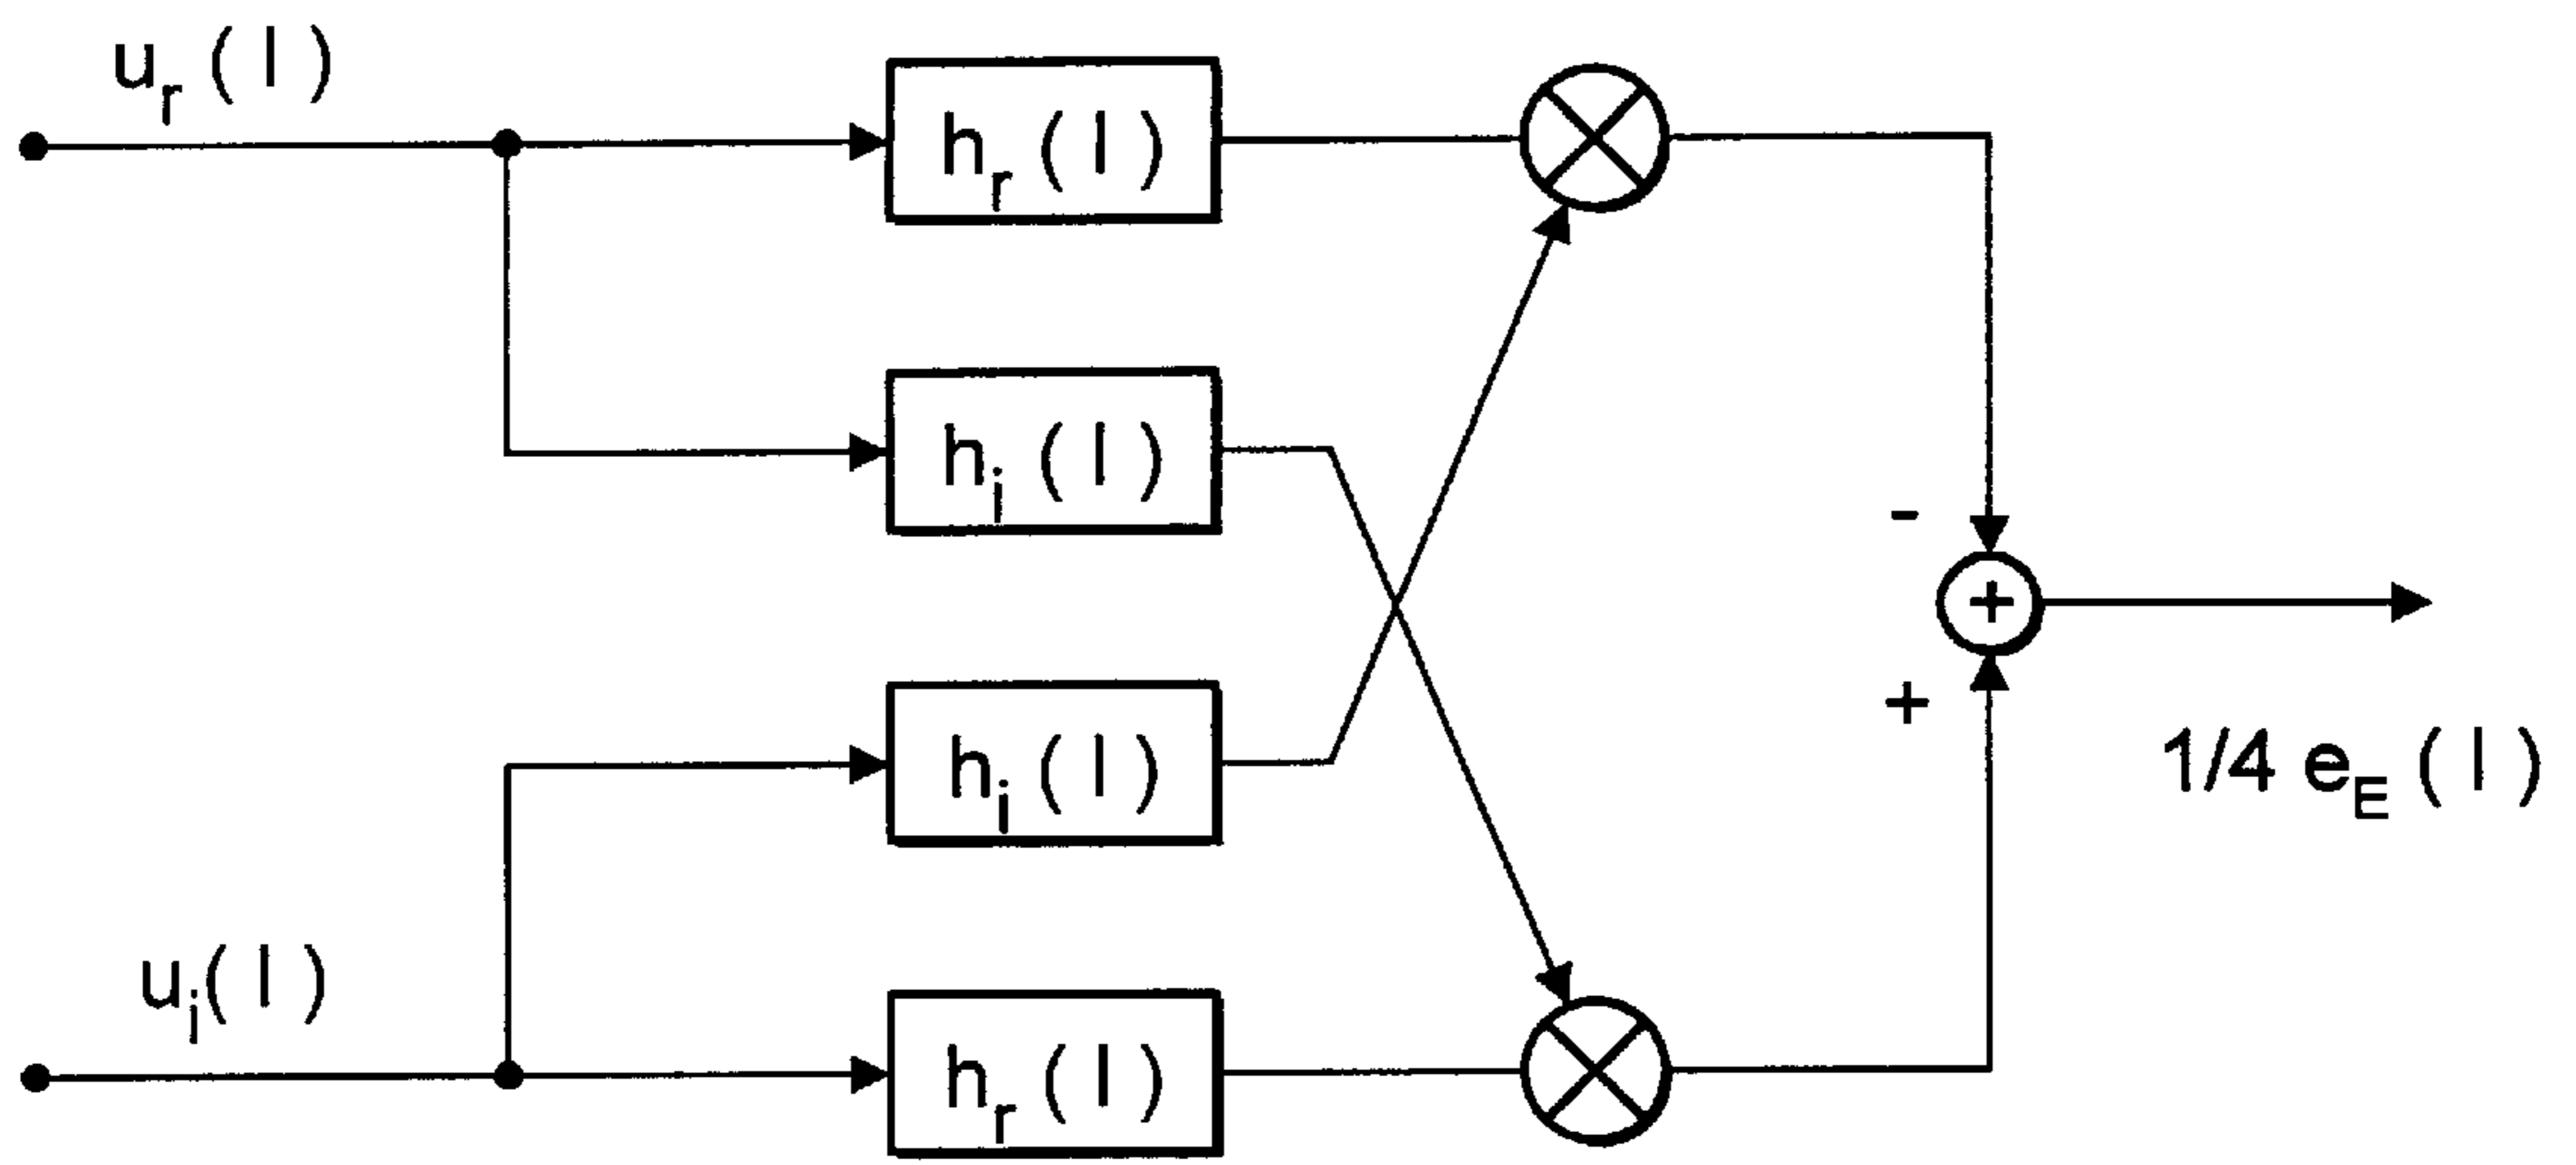 u_r ( l )
h_r ( l )
h_i ( l )
-
+
+
h_i ( l )
1/4 e_E ( l )
u_i( l )
h_r ( l )